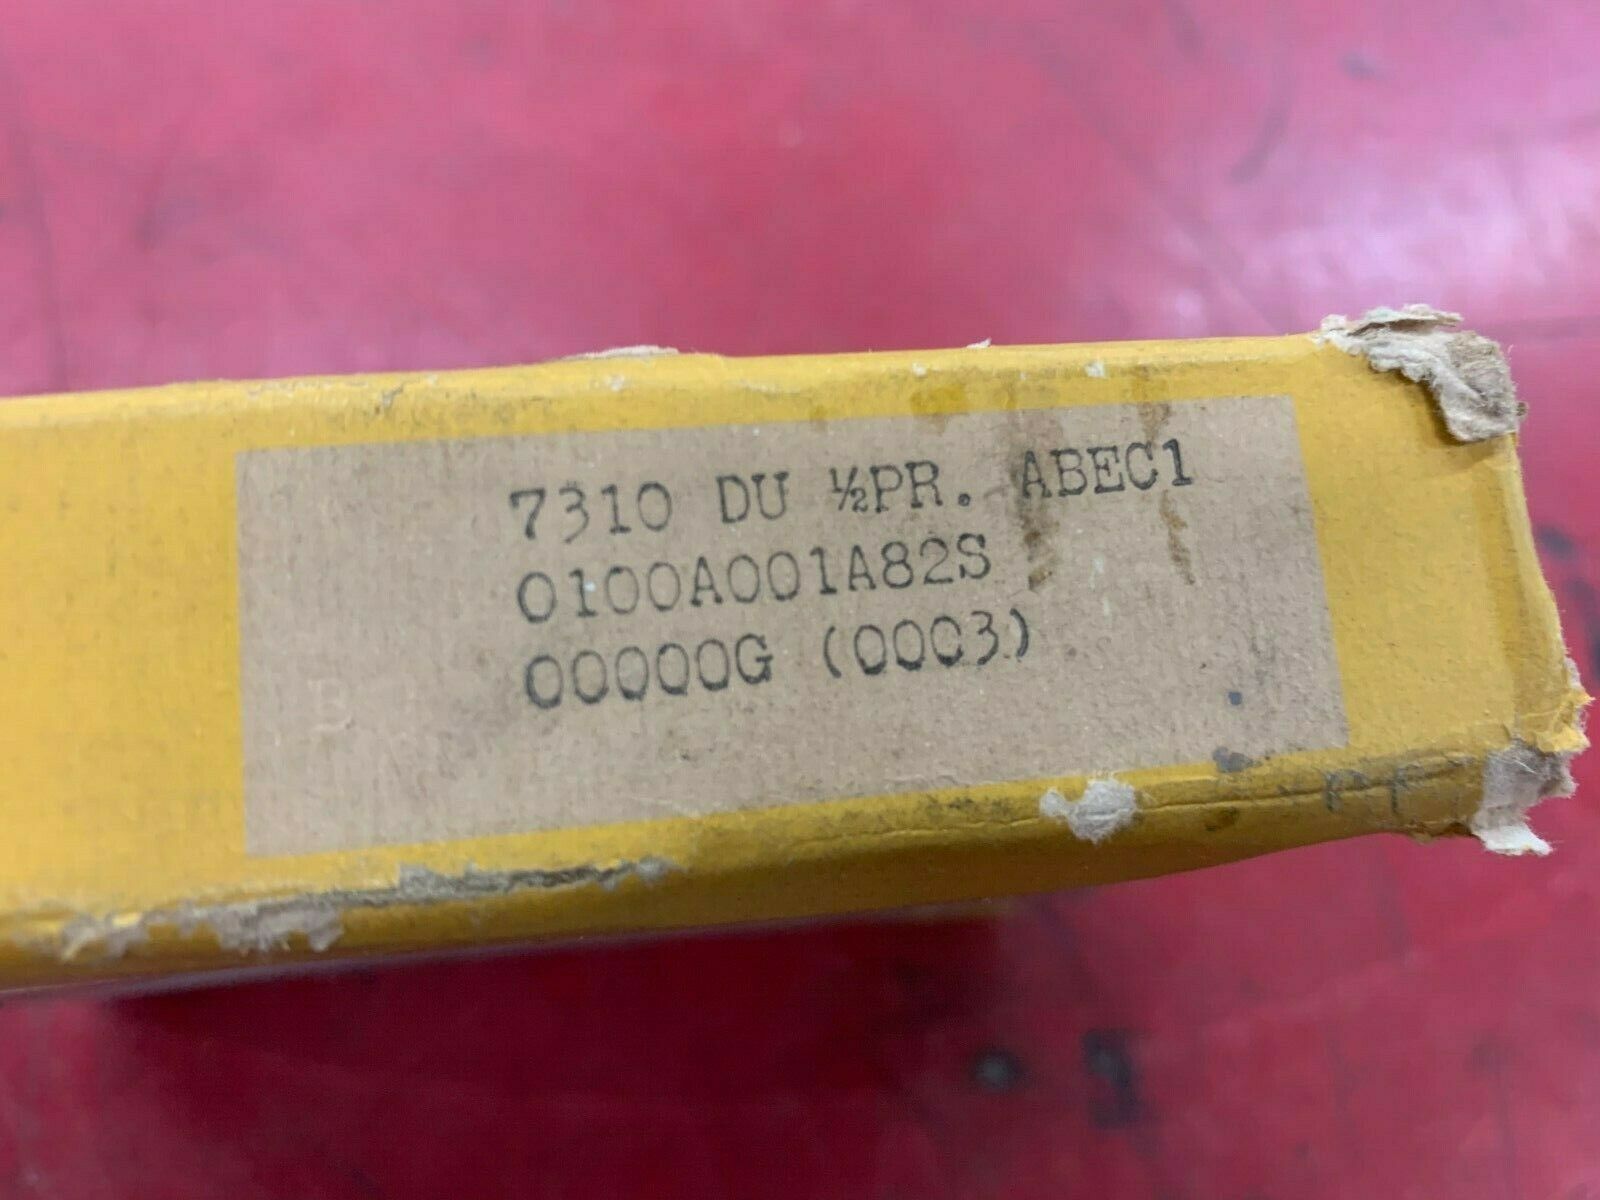 7310 DU ½PR. ABEC1
0100A001A82S
00000G (0003)